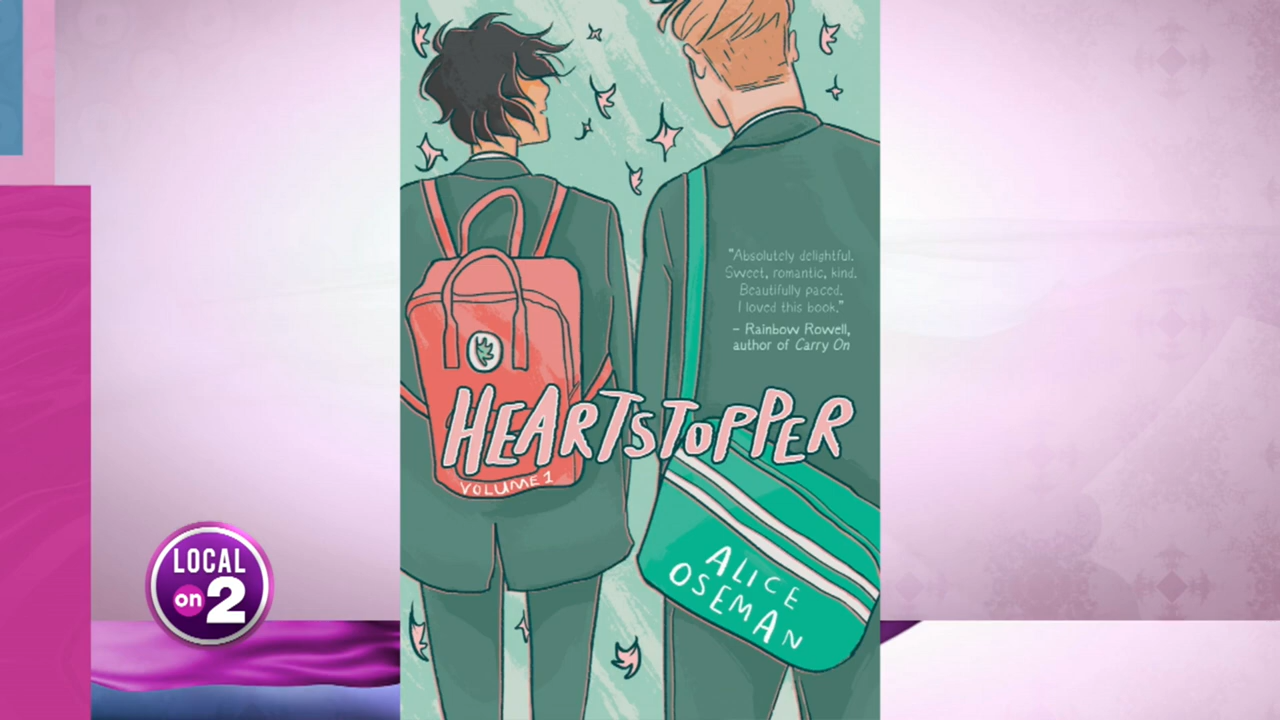 "Absolutely delightful.
Sweet, romantic, kind.
Beautifully paced.
I loved this book."
– Rainbow Rowell,
author of Carry On
HEARTSTOPPER
VOLUME 1
ALICE
OSEMAN
LOCAL
on 2